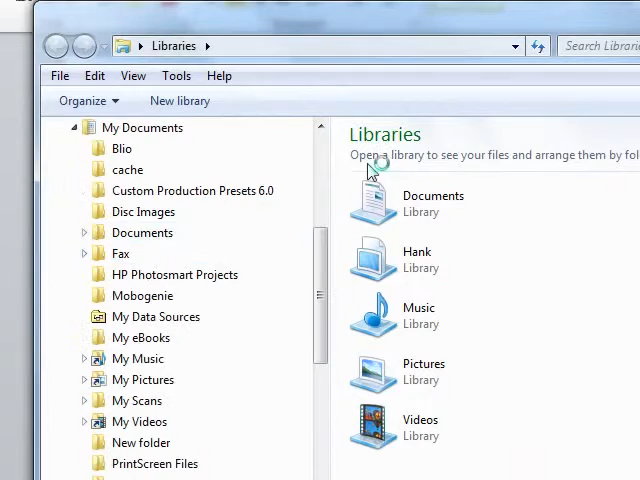 Libraries
Search Librarie
File Edit View Tools Help
Organize New library
My Documents
Blio
cache
Custom Production Presets 6.0
Disc Images
Documents
Fax
HP Photosmart Projects
Mobogenie
My Data Sources
My eBooks
My Music
My Pictures
My Scans
My Videos
New folder
PrintScreen Files
Libraries
Open a library to see your files and arrange them by fol
Documents
Library
Hank
Library
Music
Library
Pictures
Library
Videos
Library